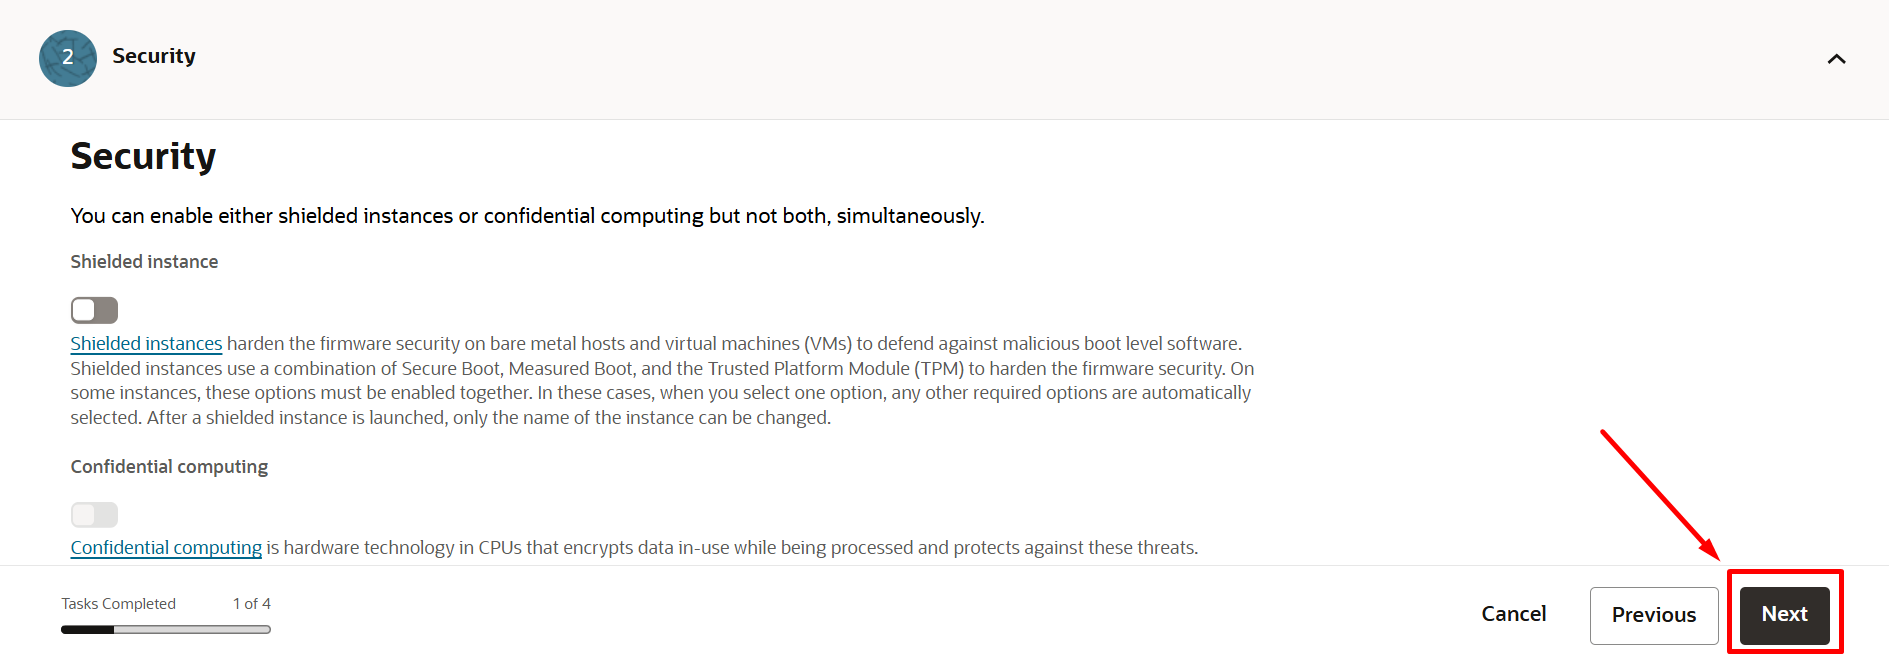 2
Security
Security
You can enable either shielded instances or confidential computing but not both, simultaneously.
Shielded instance
Shielded instances harden the firmware security on bare metal hosts and virtual machines (VMs) to defend against malicious boot level software.
Shielded instances use a combination of Secure Boot, Measured Boot, and the Trusted Platform Module (TPM) to harden the firmware security. On
some instances, these options must be enabled together. In these cases, when you select one option, any other required options are automatically
selected. After a shielded instance is launched, only the name of the instance can be changed.
Confidential computing
Confidential computing is hardware technology in CPUs that encrypts data in-use while being processed and protects against these threats.
Tasks Completed 1 of 4
Cancel
Previous
Next